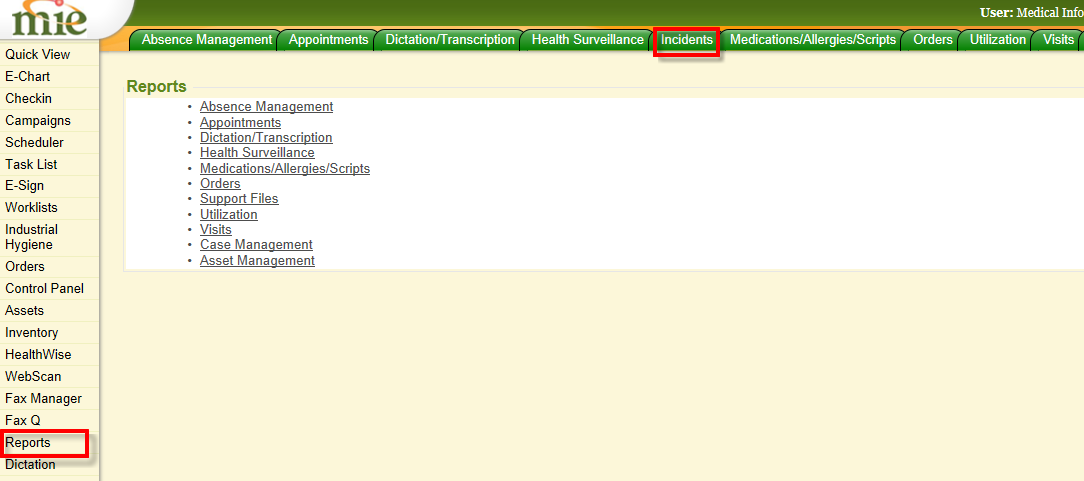 mie
User: Medical Info
Absence Management Appointments Dictation/Transcription Health Surveillance Incidents Medications/Allergies/Scripts Orders Utilization Visits
Quick View
E-Chart
Checkin
Campaigns
Scheduler
Task List
E-Sign
Worklists
Industrial
Hygiene
Orders
Control Panel
Assets
Inventory
HealthWise
WebScan
Fax Manager
Fax Q
Reports
Dictation
Reports
• Absence Management
• Appointments
• Dictation/Transcription
• Health Surveillance
• Medications/Allergies/Scripts
• Orders
• Support Files
• Utilization
• Visits
• Case Management
• Asset Management